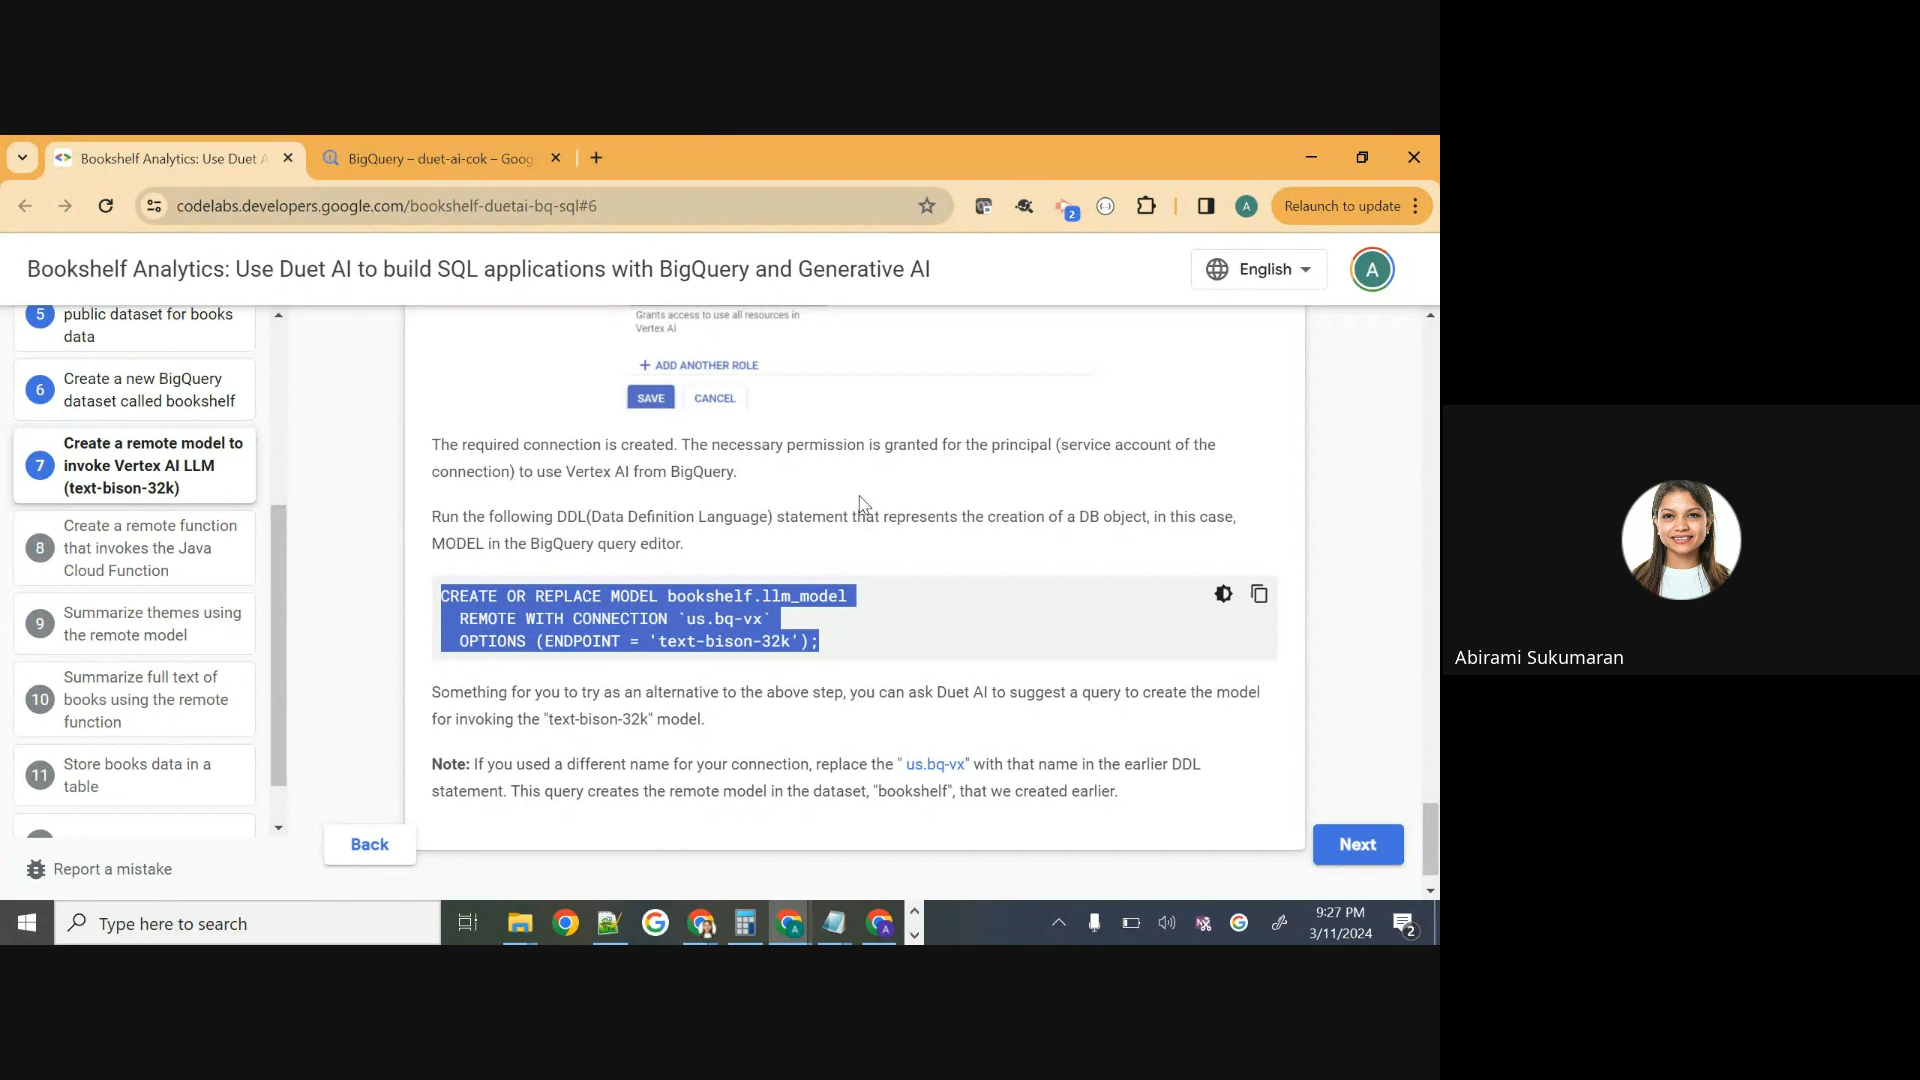 Bookshelf Analytics: Use Duet A
BigQuery – duet-ai-cok – Goog
codelabs.developers.google.com/bookshelf-duetai-bq-sql#6
2
A
Relaunch to update
Bookshelf Analytics: Use Duet AI to build SQL applications with BigQuery and Generative AI
English
A
5
public dataset for books
data
6
Create a new BigQuery
dataset called bookshelf
7
Create a remote model to
invoke Vertex AI LLM
(text-bison-32k)
8
Create a remote function
that invokes the Java
Cloud Function
9
Summarize themes using
the remote model
10
Summarize full text of
books using the remote
function
11
Store books data in a
table
Report a mistake
Grants access to use all resources in
Vertex AI
+ ADD ANOTHER ROLE
SAVE
CANCEL
The required connection is created. The necessary permission is granted for the principal (service account of the
connection) to use Vertex AI from BigQuery.
Run the following DDL(Data Definition Language) statement that represents the creation of a DB object, in this case,
MODEL in the BigQuery query editor.
CREATE OR REPLACE MODEL bookshelf.llm_model
REMOTE WITH CONNECTION `us.bq-vx`
OPTIONS (ENDPOINT = 'text-bison-32k');
Something for you to try as an alternative to the above step, you can ask Duet AI to suggest a query to create the model
for invoking the "text-bison-32k" model.
Note: If you used a different name for your connection, replace the " us.bq-vx" with that name in the earlier DDL
statement. This query creates the remote model in the dataset, "bookshelf", that we created earlier.
Back
Next
Type here to search
9:27 PM
3/11/2024
2
Abirami Sukumaran